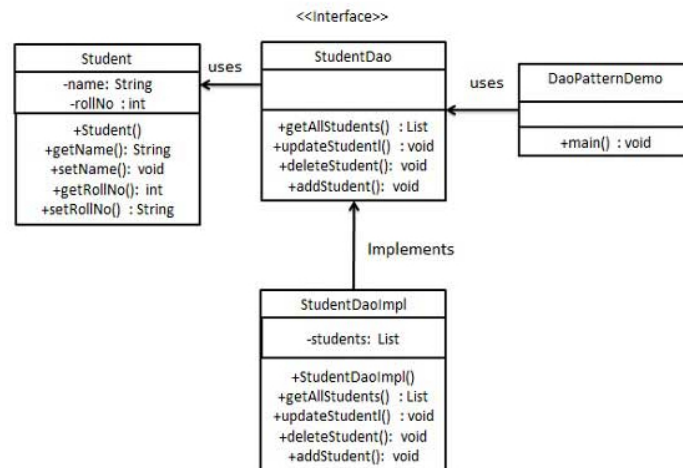 <<Interface>>
Student
-name: String
-rollNo : int
+Student()
+getName(): String
+setName(): void
+getRollNo(): int
+setRollNo() : String
uses
StudentDao
+getAllStudents() : List
+updateStudentl() : void
+deleteStudent(): void
+addStudent(): void
uses
DaoPatternDemo
+main() : void
Implements
StudentDaoImpl
-students: List
+StudentDaoImpl()
+getAllStudents() : List
+updateStudentl() : void
+deleteStudent(): void
+addStudent(): void